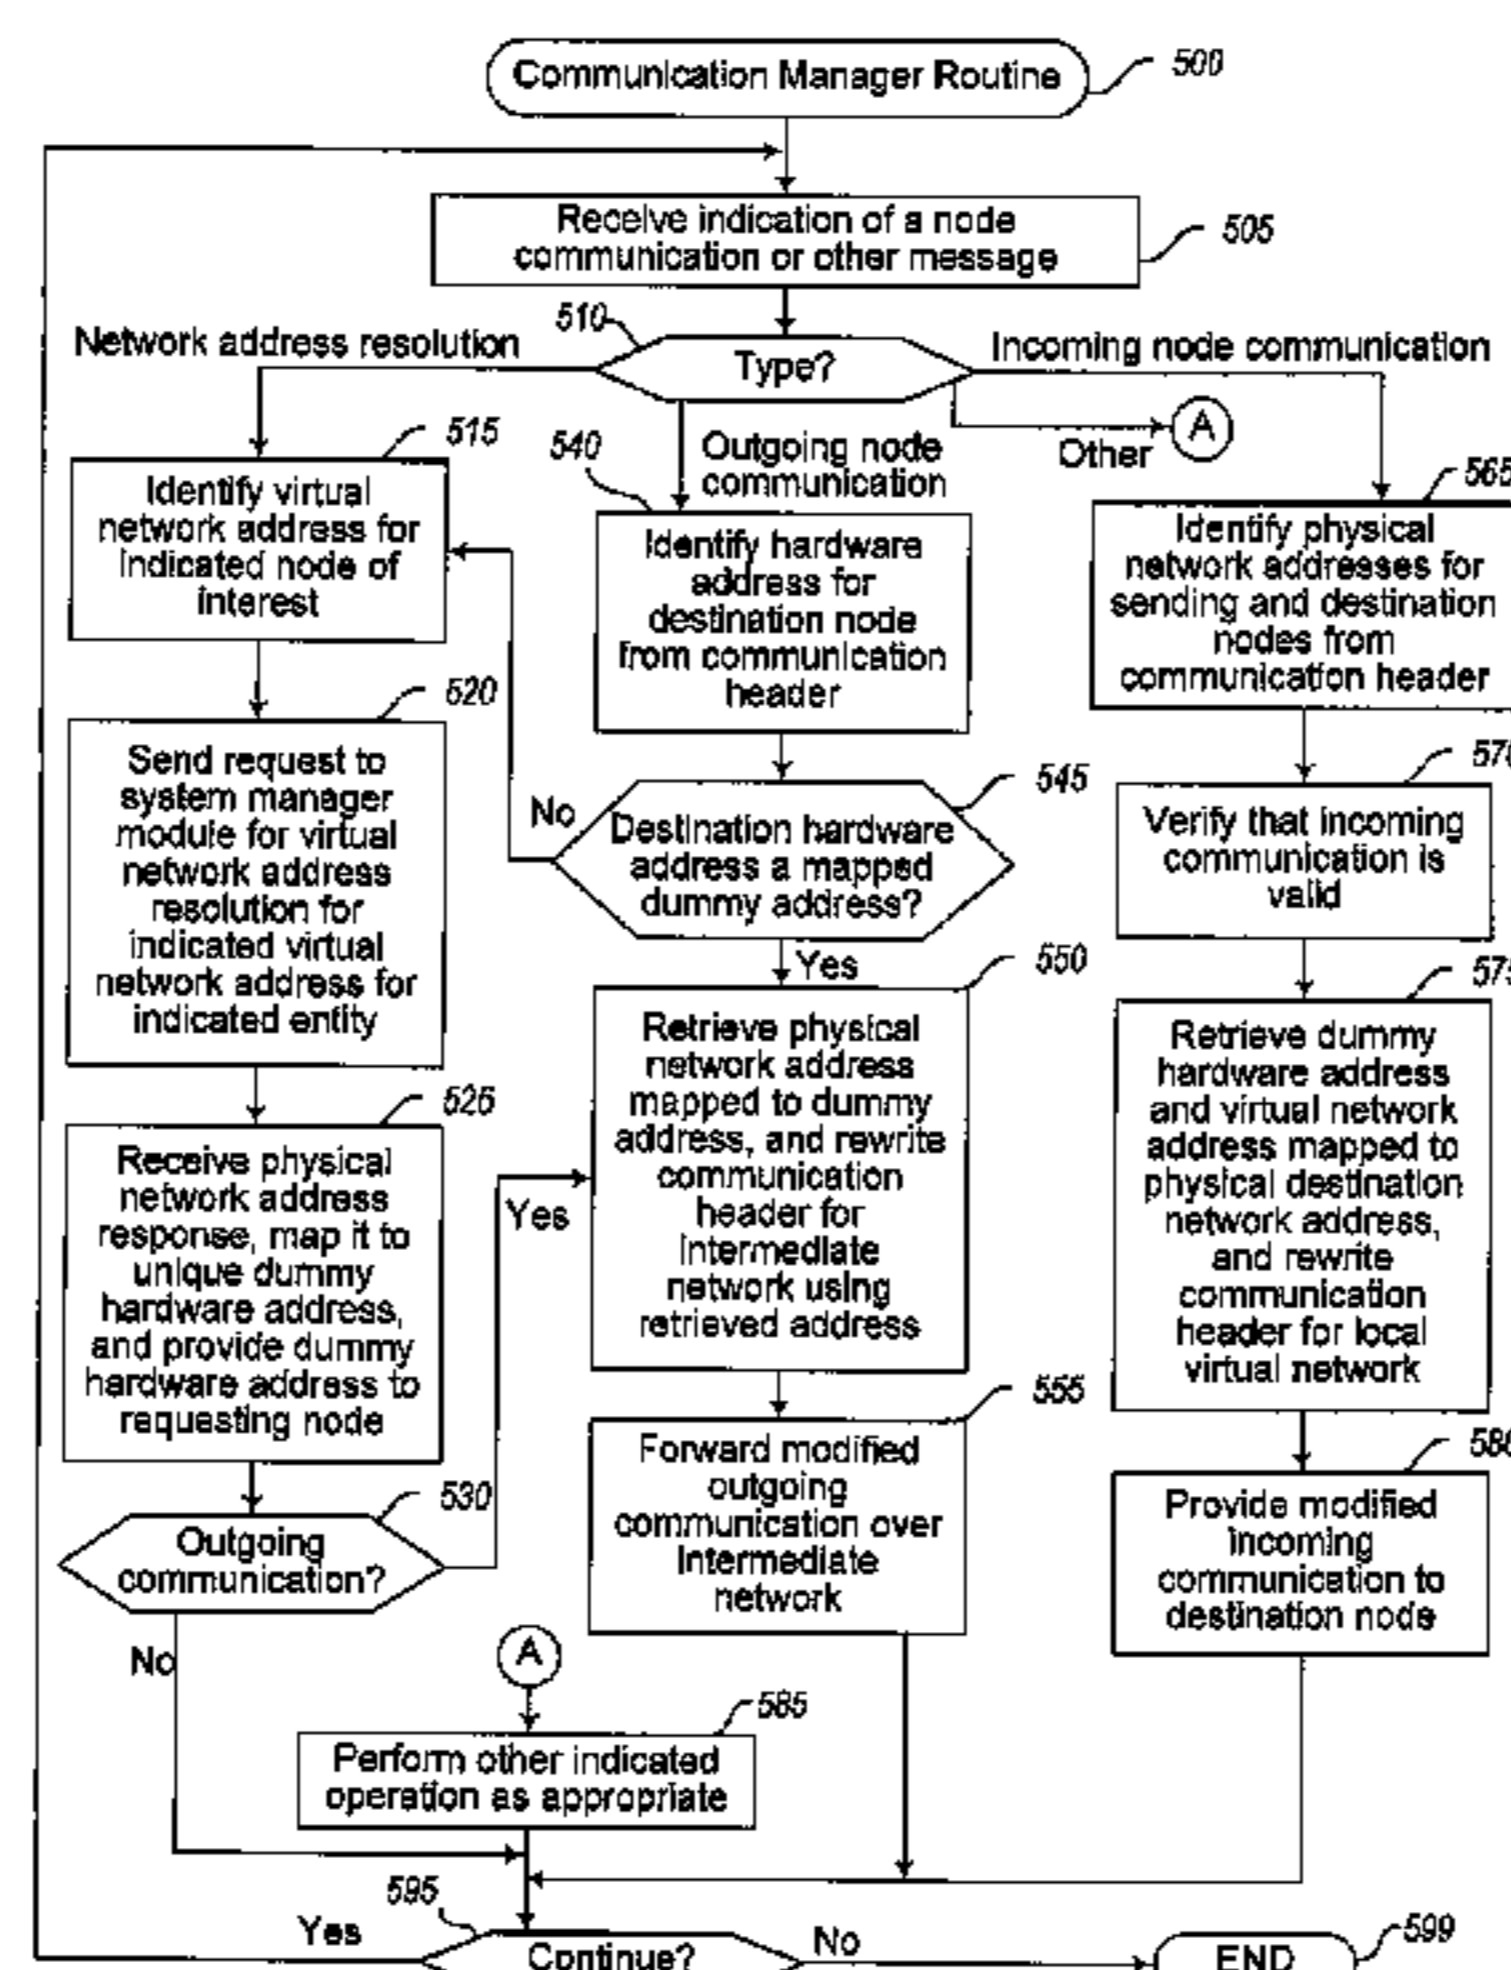 Communication Manager Routine
500
Receive indication of a node
communication or other message
505
510
Type?
Network address resolution
Incoming node communication
Outgoing node
communication
Other
A
515
Identify virtual
network address for
indicated node of
interest
520
Send request to
system manager
module for virtual
network address
resolution for
indicated virtual
network address for
indicated entity
525
Receive physical
network address
response, map it to
unique dummy
hardware address,
and provide dummy
hardware address to
requesting node
530
Outgoing
communication?
Yes
No
540
Identify hardware
address for
destination node
from communication
header
545
Destination hardware
address a mapped
dummy address?
No
Yes
550
Retrieve physical
network address
mapped to dummy
address, and rewrite
communication
header for
intermediate
network using
retrieved address
555
Forward modified
outgoing
communication over
intermediate
network
565
Identify physical
network addresses for
sending and destination
nodes from
communication header
570
Verify that incoming
communication is
valid
575
Retrieve dummy
hardware address
and virtual network
address mapped to
physical destination
network address,
and rewrite
communication
header for local
virtual network
580
Provide modified
incoming
communication to
destination node
A
585
Perform other indicated
operation as appropriate
595
Continue?
Yes
No
END
599